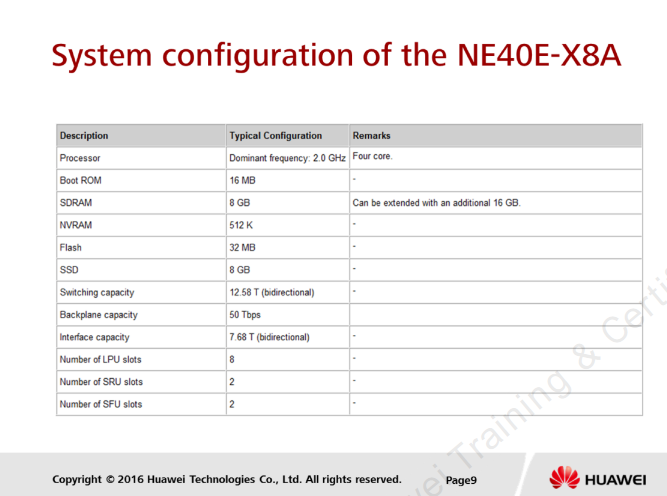 System configuration of the NE40E-X8A
Description Typical Configuration Remarks
Processor Dominant frequency: 2.0 GHz Four core.
Boot ROM 16 MB -
SDRAM 8 GB Can be extended with an additional 16 GB.
NVRAM 512 K -
Flash 32 MB -
SSD 8 GB -
Switching capacity 12.58 T (bidirectional) -
Backplane capacity 50 Tbps
Interface capacity 7.68 T (bidirectional) -
Number of LPU slots 8 -
Number of SRU slots 2 -
Number of SFU slots 2 -
Training &
Copyright © 2016 Huawei Technologies Co., Ltd. All rights reserved. Page9 HUAWEI